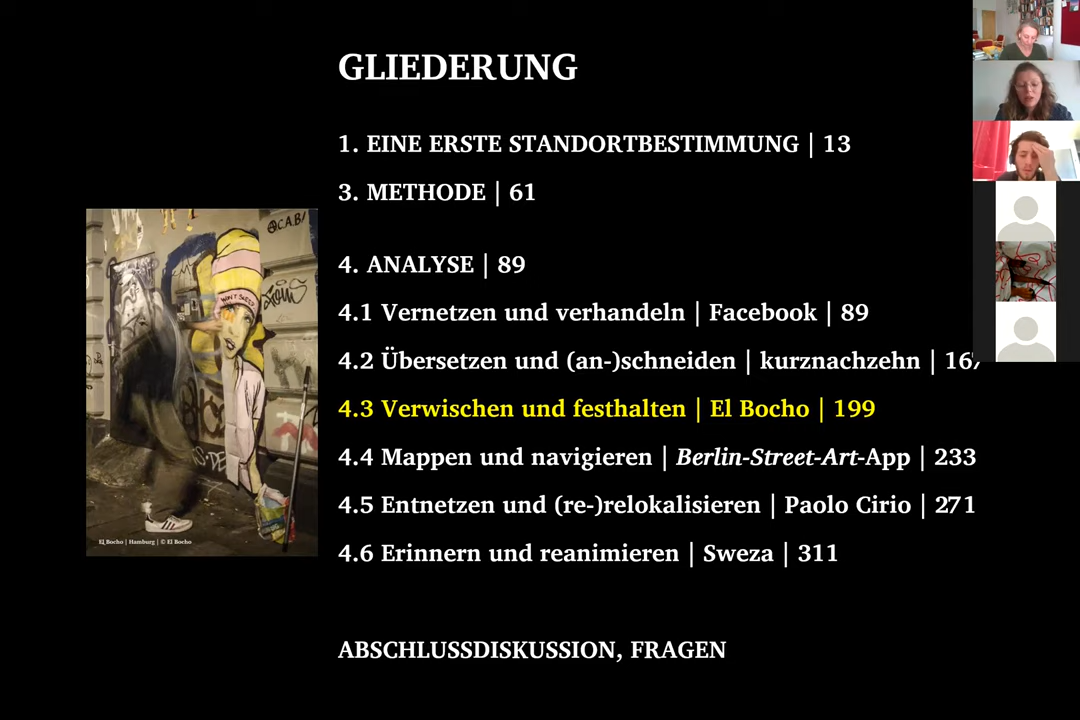 GLIEDERUNG
1. EINE ERSTE STANDORTBESTIMMUNG | 13
3. METHODE | 61
4. ANALYSE | 89
4.1 Vernetzen und verhandeln | Facebook | 89
4.2 Übersetzen und (an-)schneiden | kurznachzehn | 167
4.3 Verwischen und festhalten | El Bocho | 199
4.4 Mappen und navigieren | Berlin-Street-Art-App | 233
4.5 Entnetzen und (re-)relokalisieren | Paolo Cirio | 271
4.6 Erinnern und reanimieren | Sweza | 311
ABSCHLUSSDISKUSSION, FRAGEN
El Bocho | Hamburg | © El Bocho